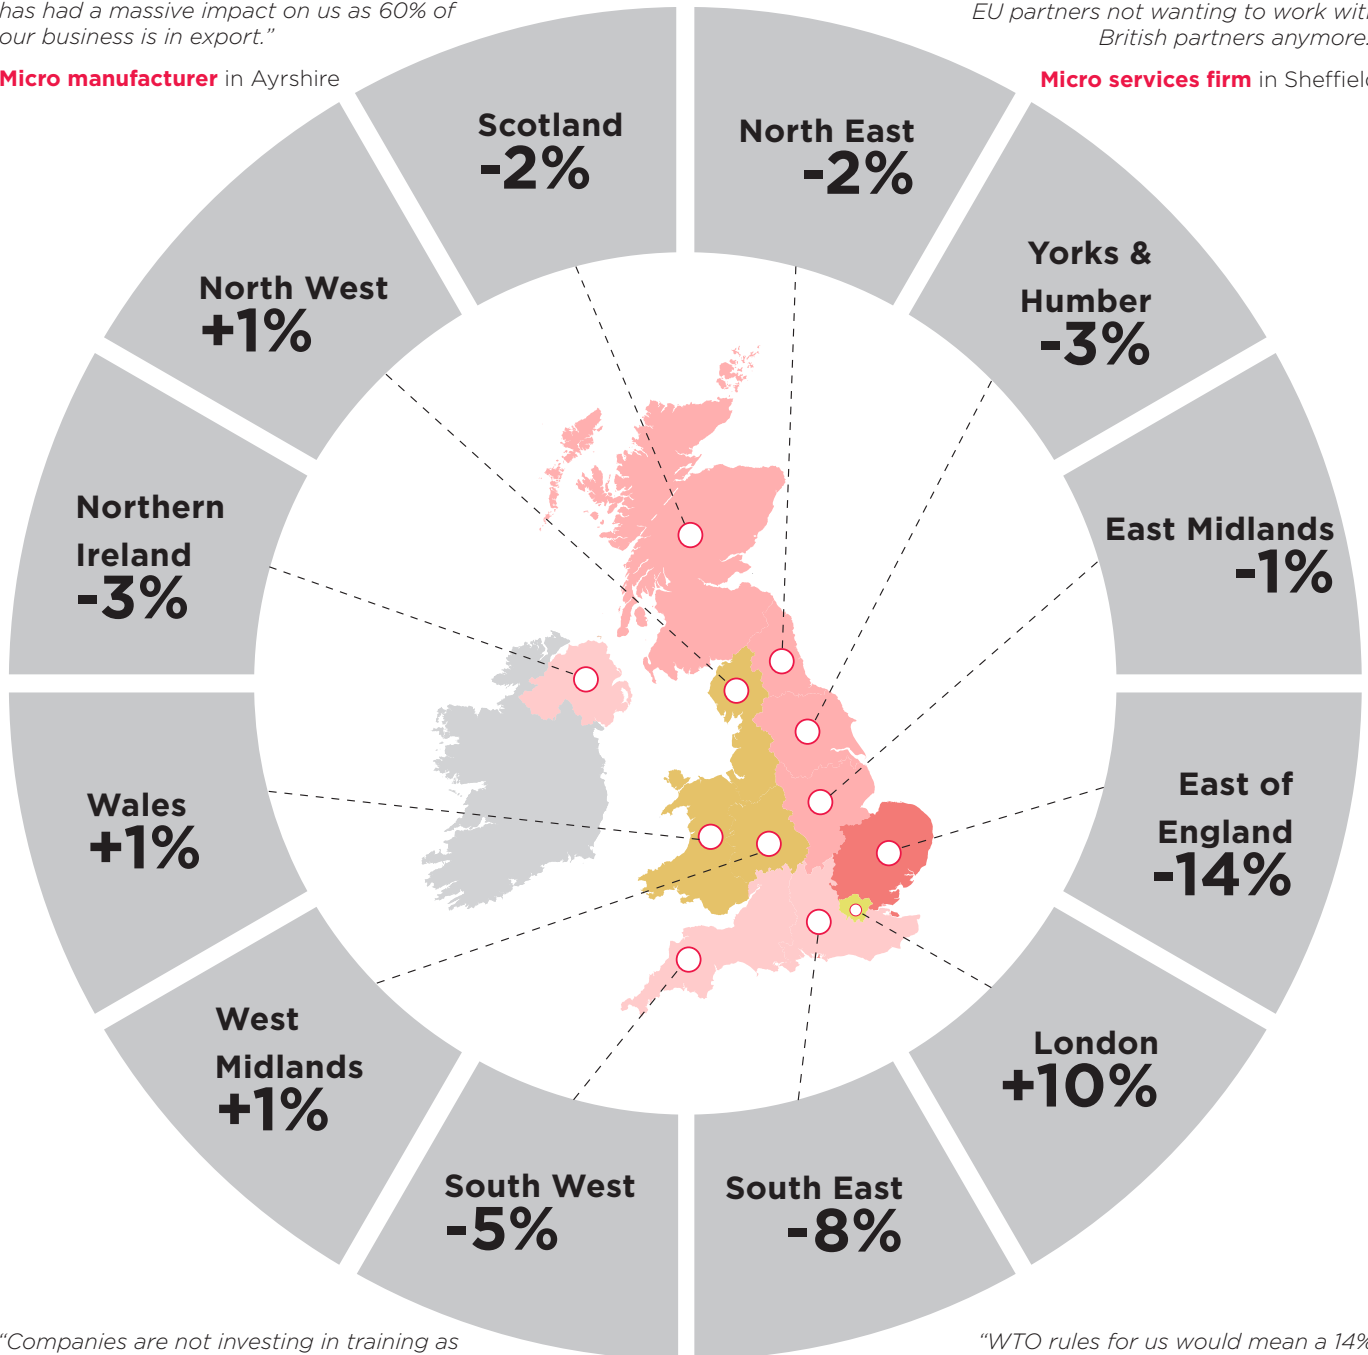 has had a massive impact on us as 60% of
our business is in export.”
Micro manufacturer in Ayrshire
EU partners not wanting to work with
British partners anymore.
Micro services firm in Sheffield
Scotland
-2%
North East
-2%
Yorks &
Humber
-3%
North West
+1%
Northern
Ireland
-3%
East Midlands
-1%
Wales
+1%
East of
England
-14%
West
Midlands
+1%
London
+10%
South West
-5%
South East
-8%
“Companies are not investing in training as
“WTO rules for us would mean a 14%